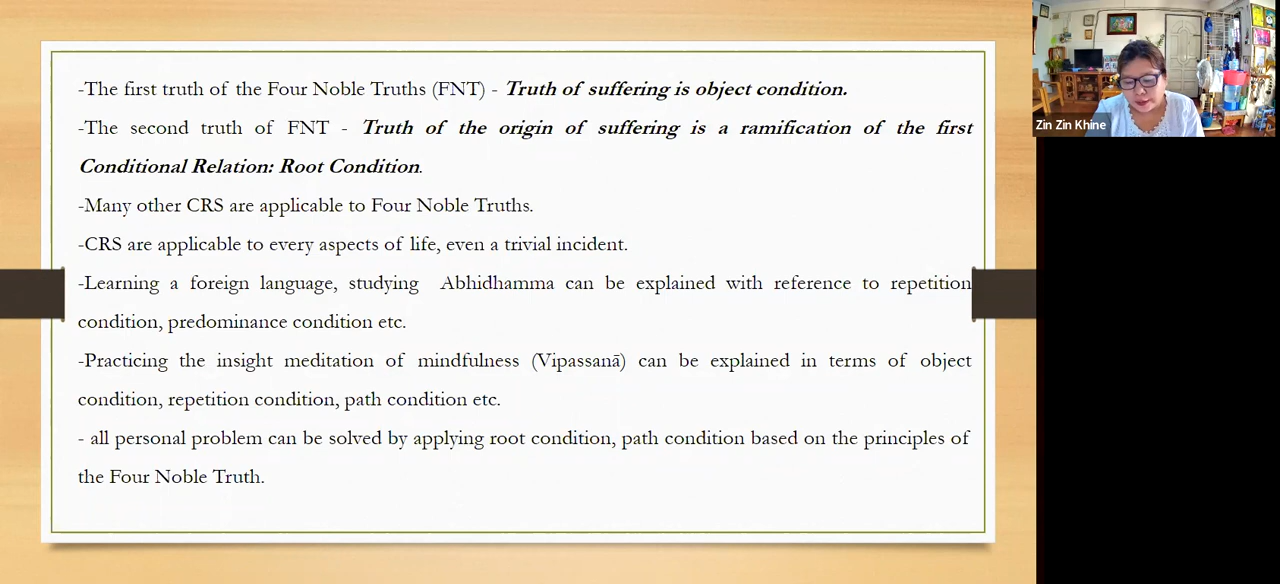 -The first truth of the Four Noble Truths (FNT) - Truth of suffering is object condition.
-The second truth of FNT - Truth of the origin of suffering is a ramification of the first
Conditional Relation: Root Condition.
-Many other CRS are applicable to Four Noble Truths.
-CRS are applicable to every aspects of life, even a trivial incident.
-Learning a foreign language, studying Abhidhamma can be explained with reference to repetition
condition, predominance condition etc.
-Practicing the insight meditation of mindfulness (Vipassanā) can be explained in terms of object
condition, repetition condition, path condition etc.
- all personal problem can be solved by applying root condition, path condition based on the principles of
the Four Noble Truth.
Zin Zin Khine